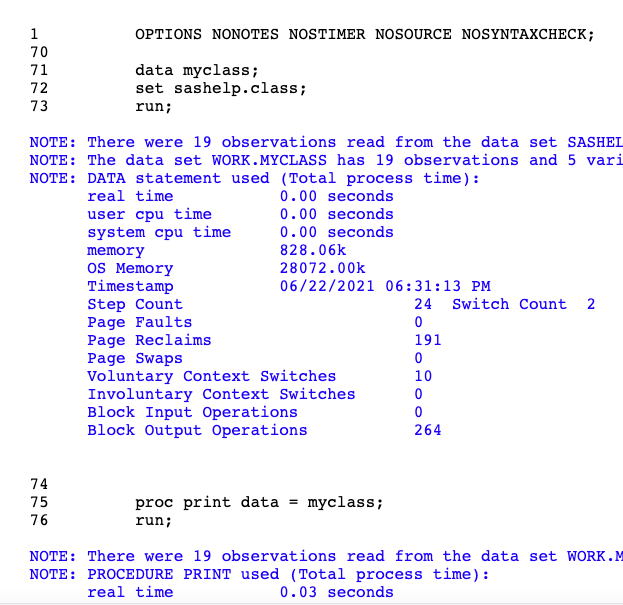 1 OPTIONS NONOTES NOSTIMER NOSOURCE NOSYNTAXCHECK;
70
71 data myclass;
72 set sashelp.class;
73 run;
NOTE: There were 19 observations read from the data set SASHEL
NOTE: The data set WORK.MYCLASS has 19 observations and 5 vari
NOTE: DATA statement used (Total process time):
real time 0.00 seconds
user cpu time 0.00 seconds
system cpu time 0.00 seconds
memory 828.06k
OS Memory 28072.00k
Timestamp 06/22/2021 06:31:13 PM
Step Count 24 Switch Count 2
Page Faults 0
Page Reclaims 191
Page Swaps 0
Voluntary Context Switches 10
Involuntary Context Switches 0
Block Input Operations 0
Block Output Operations 264
74
75 proc print data = myclass;
76 run;
NOTE: There were 19 observations read from the data set WORK.M
NOTE: PROCEDURE PRINT used (Total process time):
real time 0.03 seconds